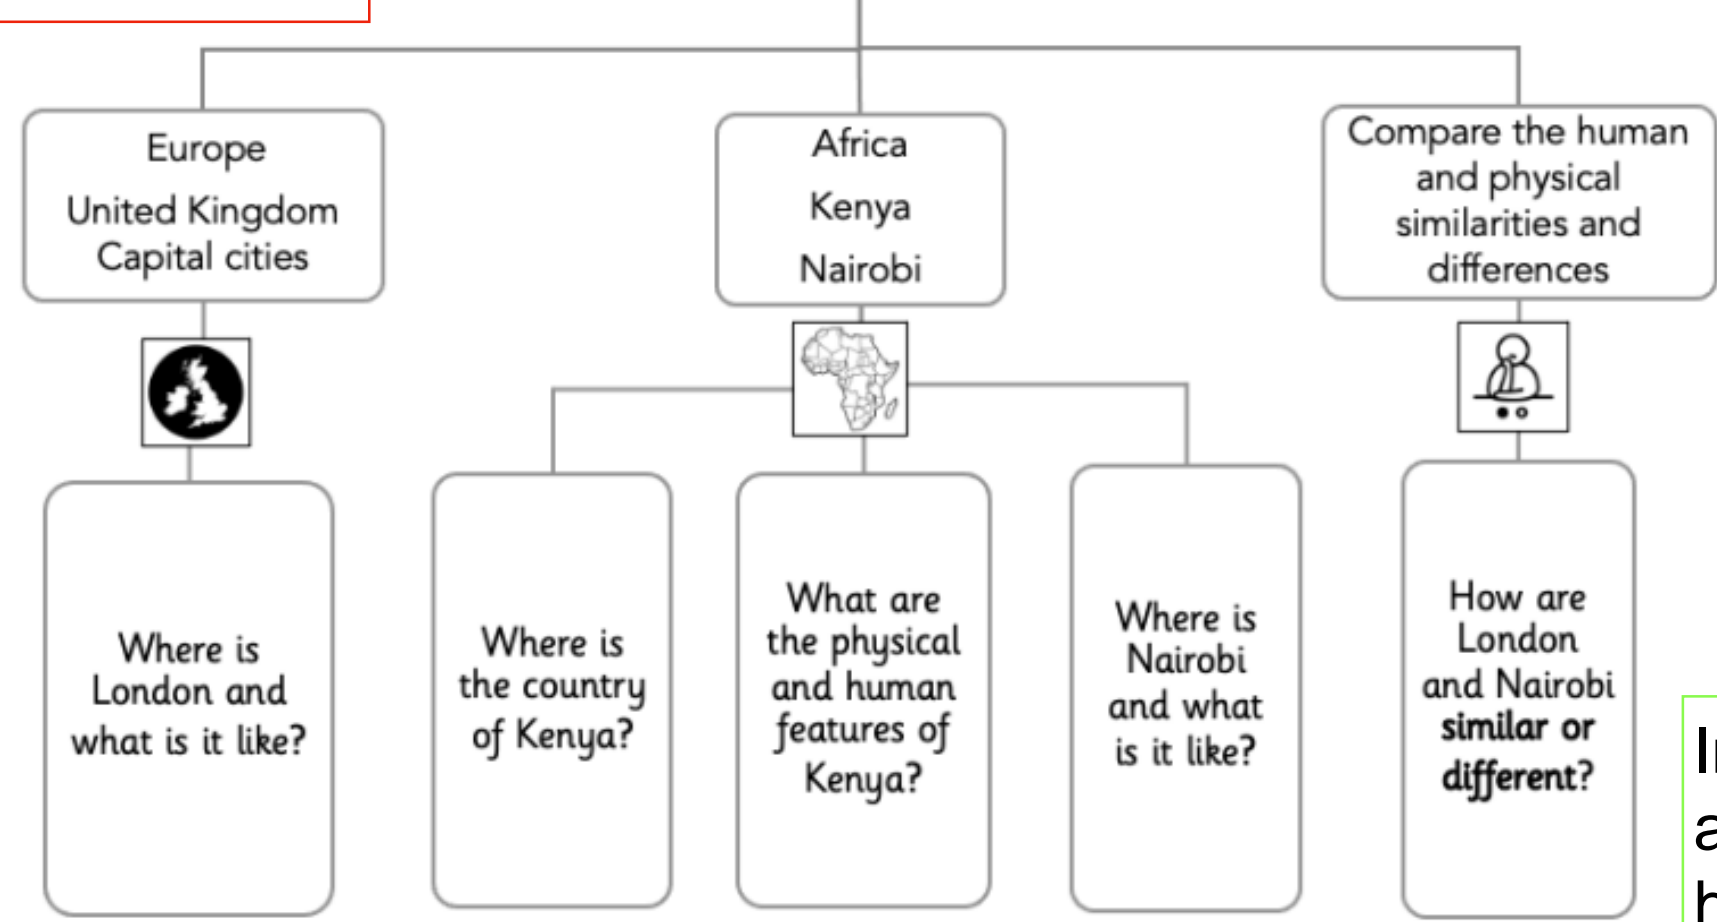 Europe
United Kingdom
Capital cities
Africa
Kenya
Nairobi
Compare the human
and physical
similarities and
differences
Where is
London and
what is it like?
Where is
the country
of Kenya?
What are
the physical
and human
features of
Kenya?
Where is
Nairobi
and what
is it like?
How are
London
and Nairobi
similar or
different?